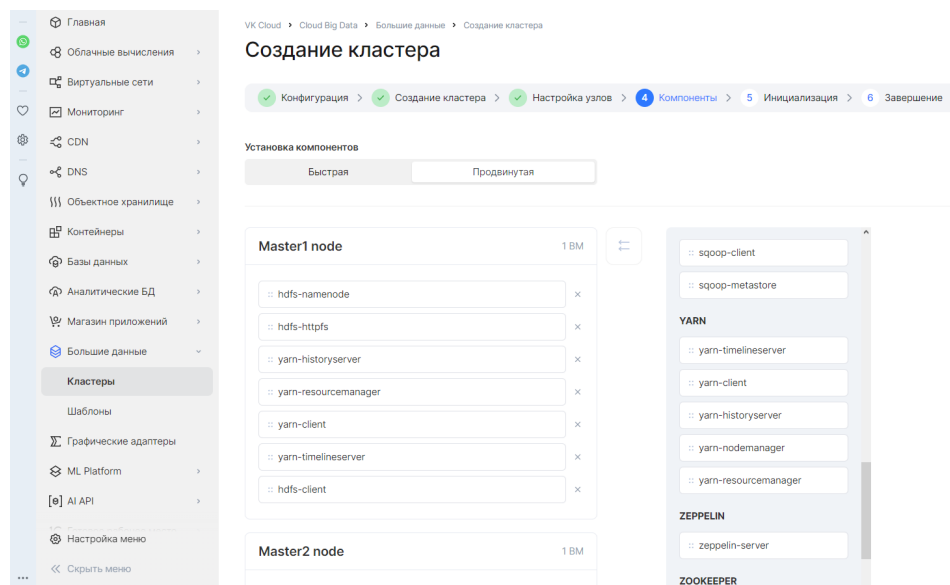 Главная
Облачные вычисления
Виртуальные сети
Мониторинг
CDN
DNS
Объектное хранилище
Контейнеры
Базы данных
Аналитические БД
Магазин приложений
Большие данные
Кластеры
Шаблоны
Графические адаптеры
ML Platform
AI API
Настройка меню
Скрыть меню
VK Cloud > Cloud Big Data > Большие данные > Создание кластера
Создание кластера
Конфигурация > Создание кластера > Настройка узлов > 4 Компоненты > 5 Инициализация > 6 Завершение
Установка компонентов
Быстрая Продвинутая
Master1 node 1 ВМ
hdfs-namenode
hdfs-httpfs
yarn-historyserver
yarn-resourcemanager
yarn-client
yarn-timelineserver
hdfs-client
Master2 node 1 ВМ
sqoop-client
sqoop-metastore
YARN
yarn-timelineserver
yarn-client
yarn-historyserver
yarn-nodemanager
yarn-resourcemanager
ZEPPELIN
zeppelin-server
ZOOKEEPER